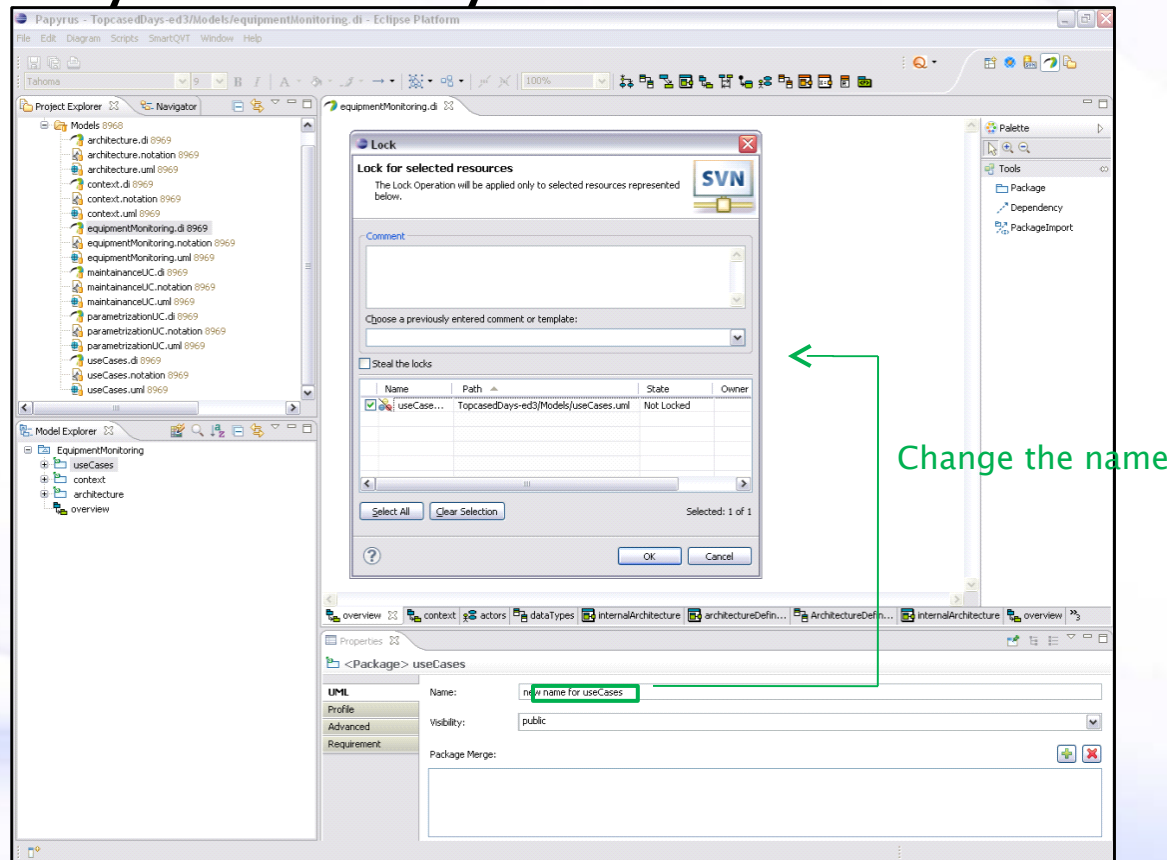 Papyrus - TopcasedDays-ed3/Models/equipmentMonitoring.di - Eclipse Platform
File Edit Diagram Scripts SmartQVT Window Help
Tahoma 9 B I A 100%
Project Explorer Navigator
equipmentMonitoring.di
Models 8968
architecture.di 8969
architecture.notation 8969
architecture.uml 8969
context.di 8969
context.notation 8969
context.uml 8969
equipmentMonitoring.di 8969
equipmentMonitoring.notation 8969
equipmentMonitoring.uml 8969
maintainanceUC.di 8969
maintainanceUC.notation 8969
maintainanceUC.uml 8969
parametrizationUC.di 8969
parametrizationUC.notation 8969
parametrizationUC.uml 8969
useCases.di 8969
useCases.notation 8969
useCases.uml 8969
Model Explorer
EquipmentMonitoring
useCases
context
architecture
overview
Lock
Lock for selected resources
The Lock Operation will be applied only to selected resources represented
below.
SVN
Comment
Choose a previously entered comment or template:
Steal the locks
Name Path State Owner
useCase... TopcasedDays-ed3/Models/useCases.uml Not Locked
Select All Clear Selection Selected: 1 of 1
? OK Cancel
Palette
Tools
Package
Dependency
PackageImport
Change the name
overview context actors dataTypes internalArchitecture architectureDefin... ArchitectureDefin... internalArchitecture overview »3
Properties
<Package> useCases
UML
Profile
Advanced
Requirement
Name: new name for useCases
Visibility: public
Package Merge: